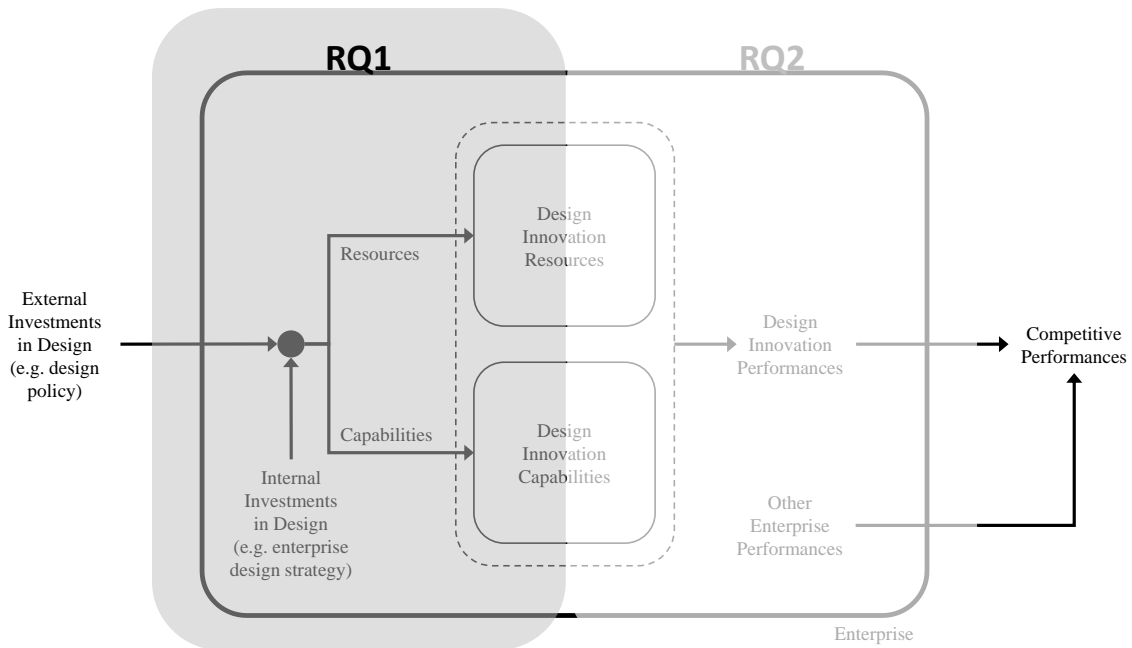 RQ1
RQ2
Design
Innovation
Resources
Resources
External
Investments
in Design
(e.g. design
policy)
Design
Innovation
Performances
Competitive
Performances
Capabilities
Design
Innovation
Capabilities
Internal
Investments
in Design
(e.g. enterprise
design strategy)
Other
Enterprise
Performances
Enterprise